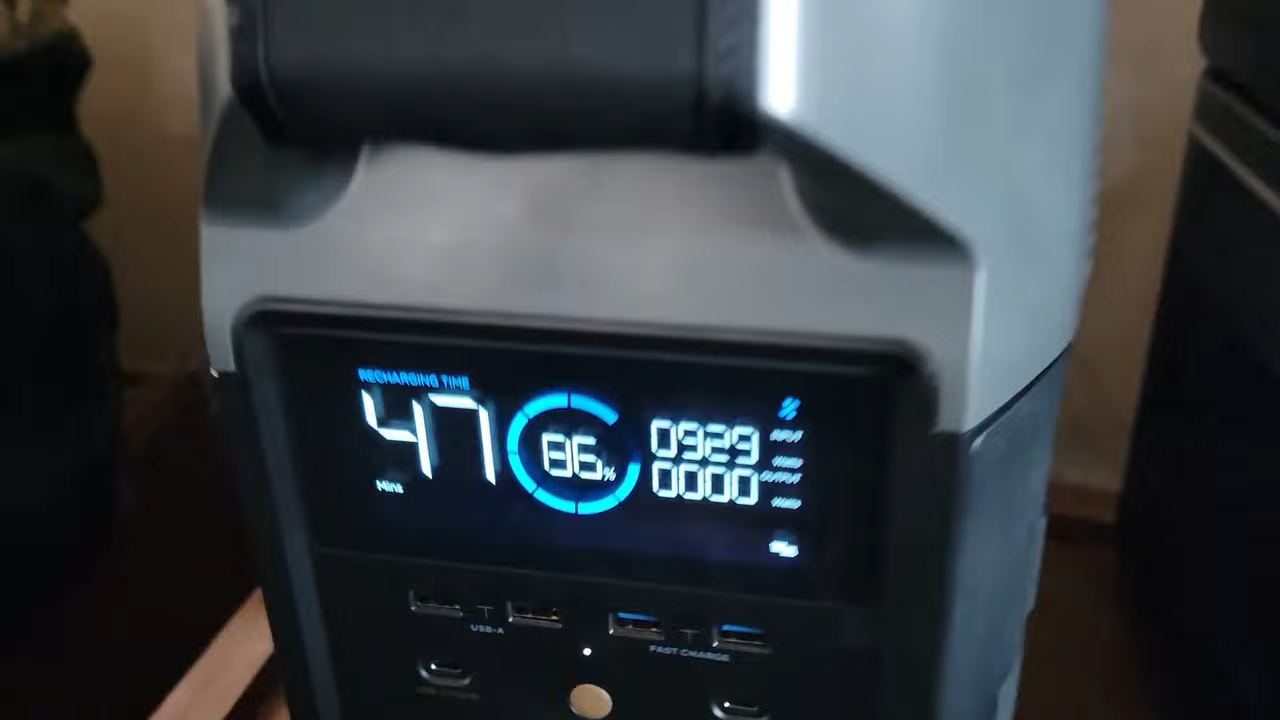 RECHARGING TIME
47
Mins
86%
0929
INPUT
0000
OUTPUT
USB-A
FAST CHARGE